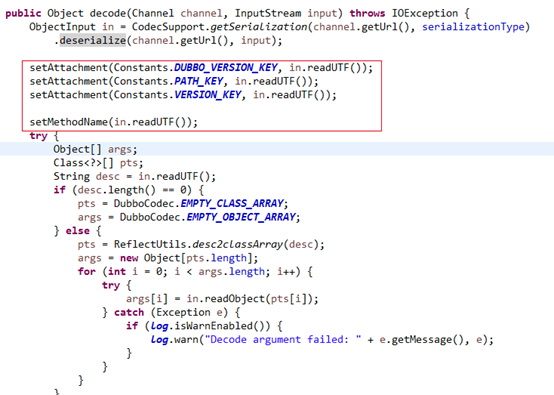 public Object decode(Channel channel, InputStream input) throws IOException {
    ObjectInput in = CodecSupport.getSerialization(channel.getUrl(), serializationType)
        .deserialize(channel.getUrl(), input);

    setAttachment(Constants.DUBBO_VERSION_KEY, in.readUTF());
    setAttachment(Constants.PATH_KEY, in.readUTF());
    setAttachment(Constants.VERSION_KEY, in.readUTF());

    setMethodName(in.readUTF());
    try {
        Object[] args;
        Class<?>[] pts;
        String desc = in.readUTF();
        if (desc.length() == 0) {
            pts = DubboCodec.EMPTY_CLASS_ARRAY;
            args = DubboCodec.EMPTY_OBJECT_ARRAY;
        } else {
            pts = ReflectUtils.desc2classArray(desc);
            args = new Object[pts.length];
            for (int i = 0; i < args.length; i++) {
                try {
                    args[i] = in.readObject(pts[i]);
                } catch (Exception e) {
                    if (log.isWarnEnabled()) {
                        log.warn("Decode argument failed: " + e.getMessage(), e);
                    }
                }
            }
        }